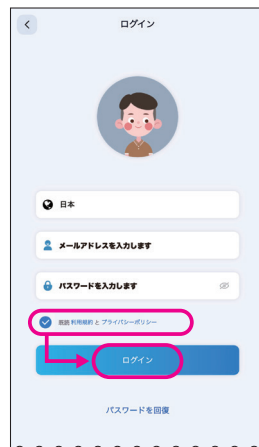 ログイン
日本
メールアドレスを入力します
パスワードを入力します
利用規約 と プライバシーポリシー
ログイン
パスワードを回復